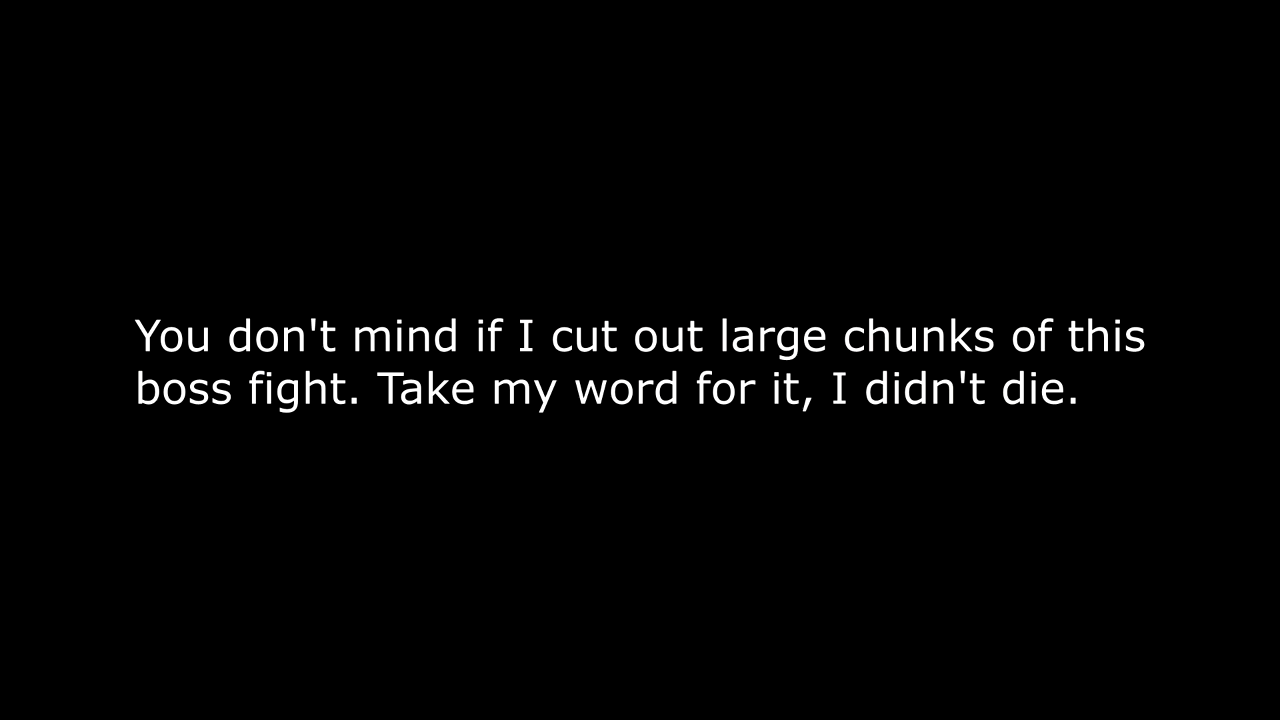 You don't mind if I cut out large chunks of this
boss fight. Take my word for it, I didn't die.